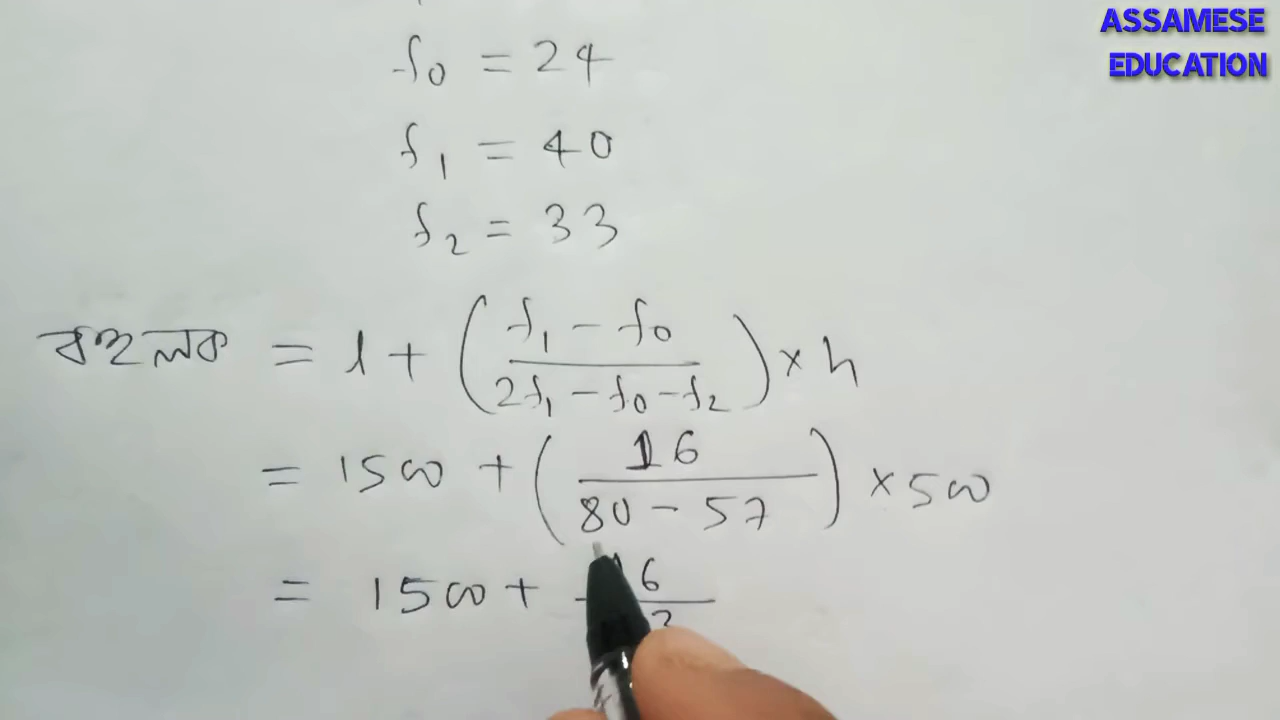 ASSAMESE
EDUCATION
f₀ = 24
f₁ = 40
f₂ = 33
বহুলক = l + (f₁ - f₀ / 2f₁ - f₀ - f₂) × h
= 1500 + (16 / 80 - 57) × 500
= 1500 + 16